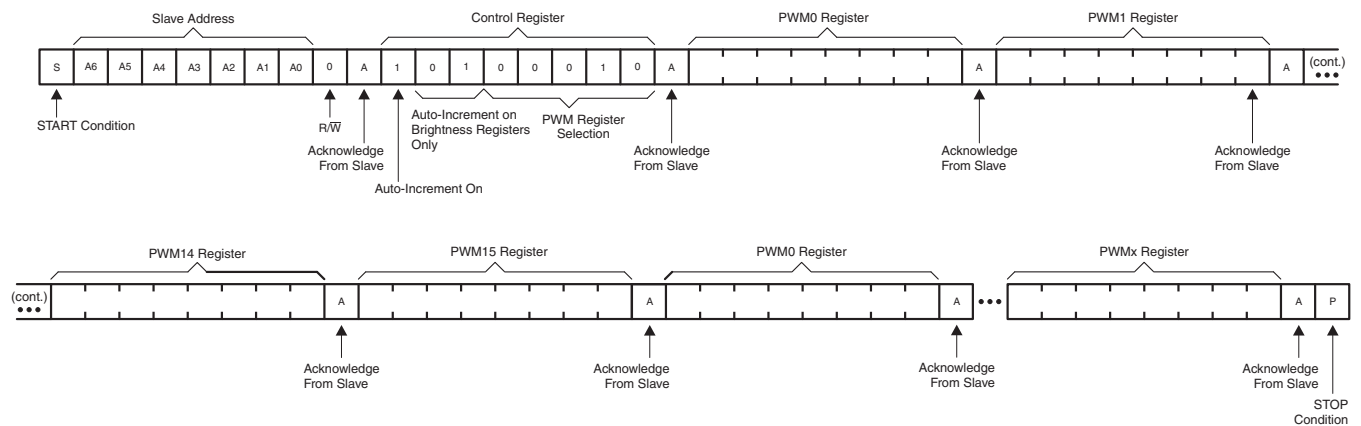 Slave Address
Control Register
PWM0 Register
PWM1 Register
S A6 A5 A4 A3 A2 A1 A0 0 A 1 0 1 0 0 0 1 0 A A A (cont.)
START Condition
R/W̅
Acknowledge
From Slave
Auto-Increment On
Auto-Increment on
Brightness Registers
Only
PWM Register
Selection
Acknowledge
From Slave
Acknowledge
From Slave
Acknowledge
From Slave
PWM14 Register
PWM15 Register
PWM0 Register
PWMx Register
(cont.) A A A A P
Acknowledge
From Slave
Acknowledge
From Slave
Acknowledge
From Slave
Acknowledge
From Slave
STOP
Condition